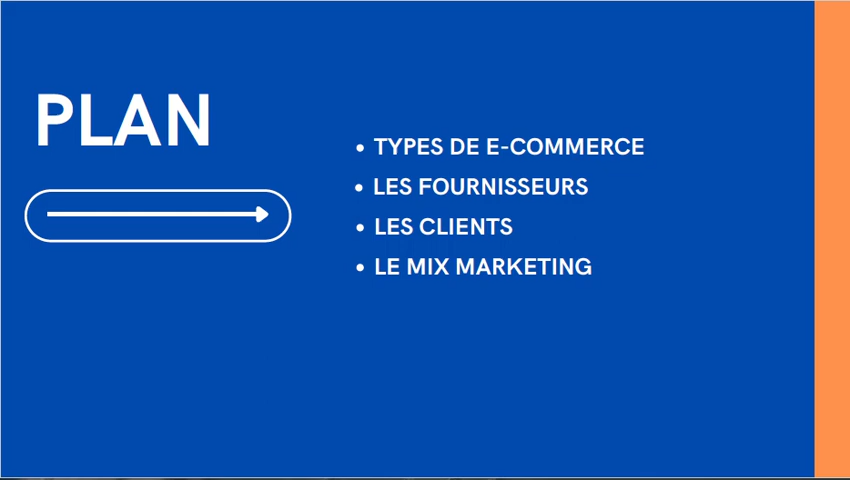 PLAN
• TYPES DE E-COMMERCE
• LES FOURNISSEURS
• LES CLIENTS
• LE MIX MARKETING